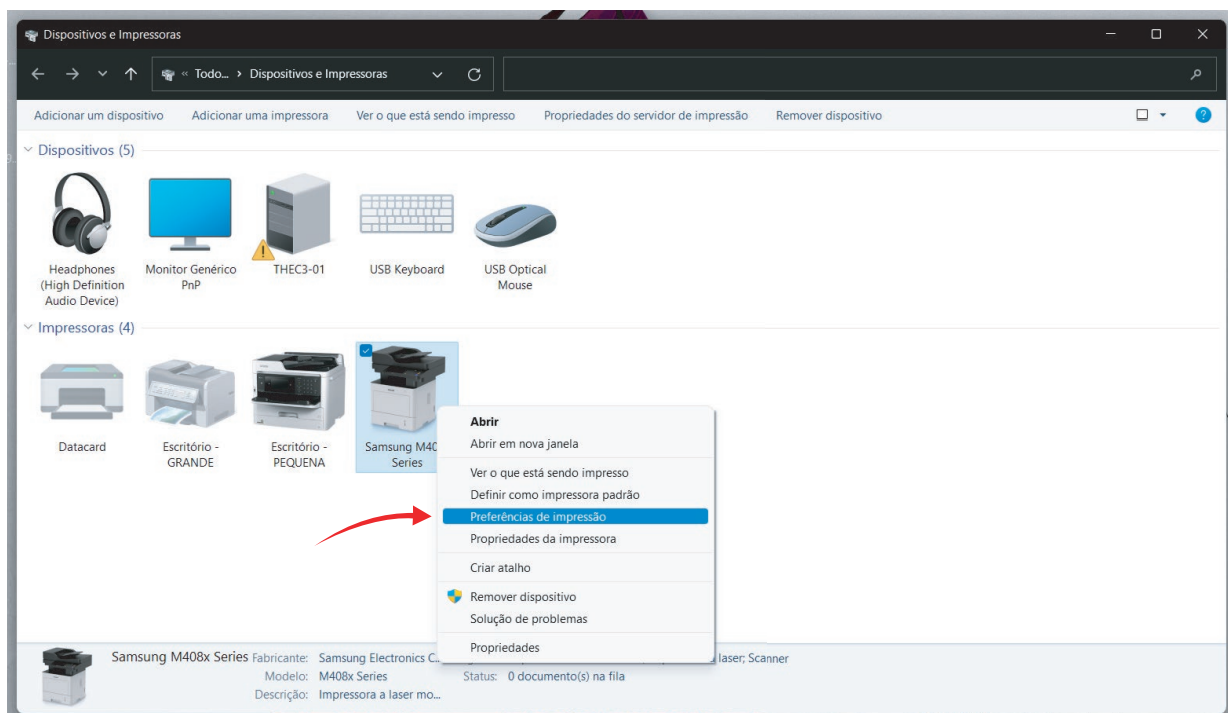 Dispositivos e Impressoras
« Todo... › Dispositivos e Impressoras
Adicionar um dispositivo Adicionar uma impressora Ver o que está sendo impresso Propriedades do servidor de impressão Remover dispositivo ?
Dispositivos (5)
Headphones
(High Definition
Audio Device)
Monitor Genérico
PnP
THEC3-01
USB Keyboard
USB Optical
Mouse
Impressoras (4)
Datacard
Escritório -
GRANDE
Escritório -
PEQUENA
Samsung M40
Series
Abrir
Abrir em nova janela
Ver o que está sendo impresso
Definir como impressora padrão
Preferências de impressão
Propriedades da impressora
Criar atalho
Remover dispositivo
Solução de problemas
Propriedades
Samsung M408x Series Fabricante: Samsung Electronics C... laser; Scanner
Modelo: M408x Series Status: 0 documento(s) na fila
Descrição: Impressora a laser mo...